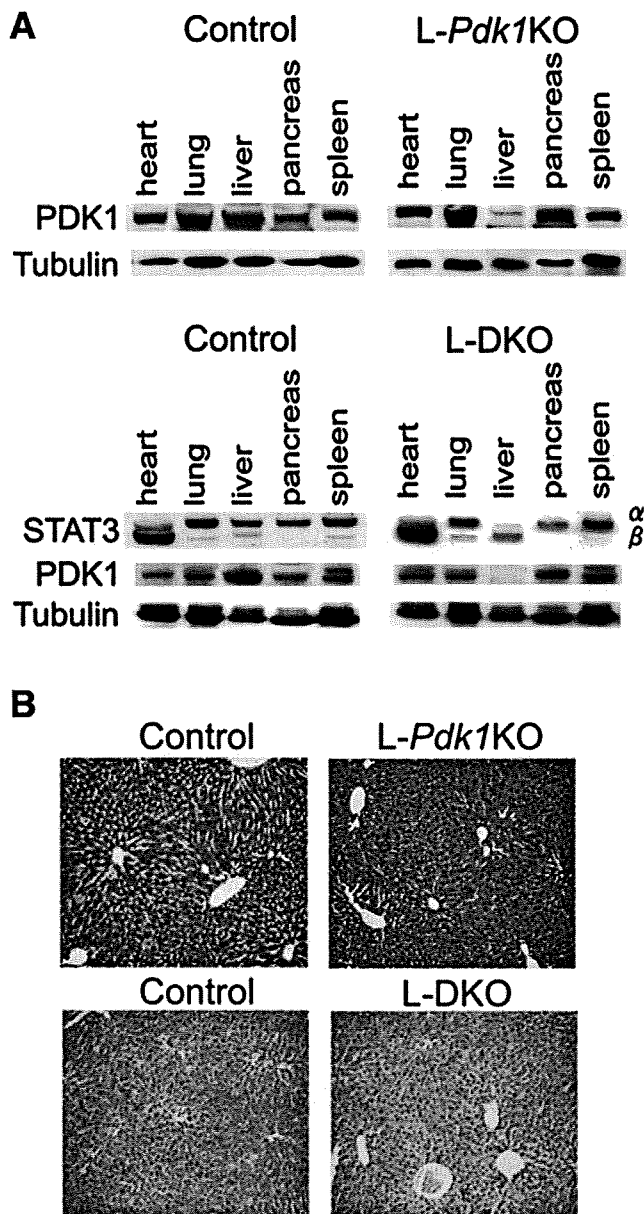 A
Control L-Pdk1KO
heart lung liver pancreas spleen heart lung liver pancreas spleen
PDK1
Tubulin
Control L-DKO
heart lung liver pancreas spleen heart lung liver pancreas spleen
STAT3 α
β
PDK1
Tubulin
B
Control L-Pdk1KO
Control L-DKO